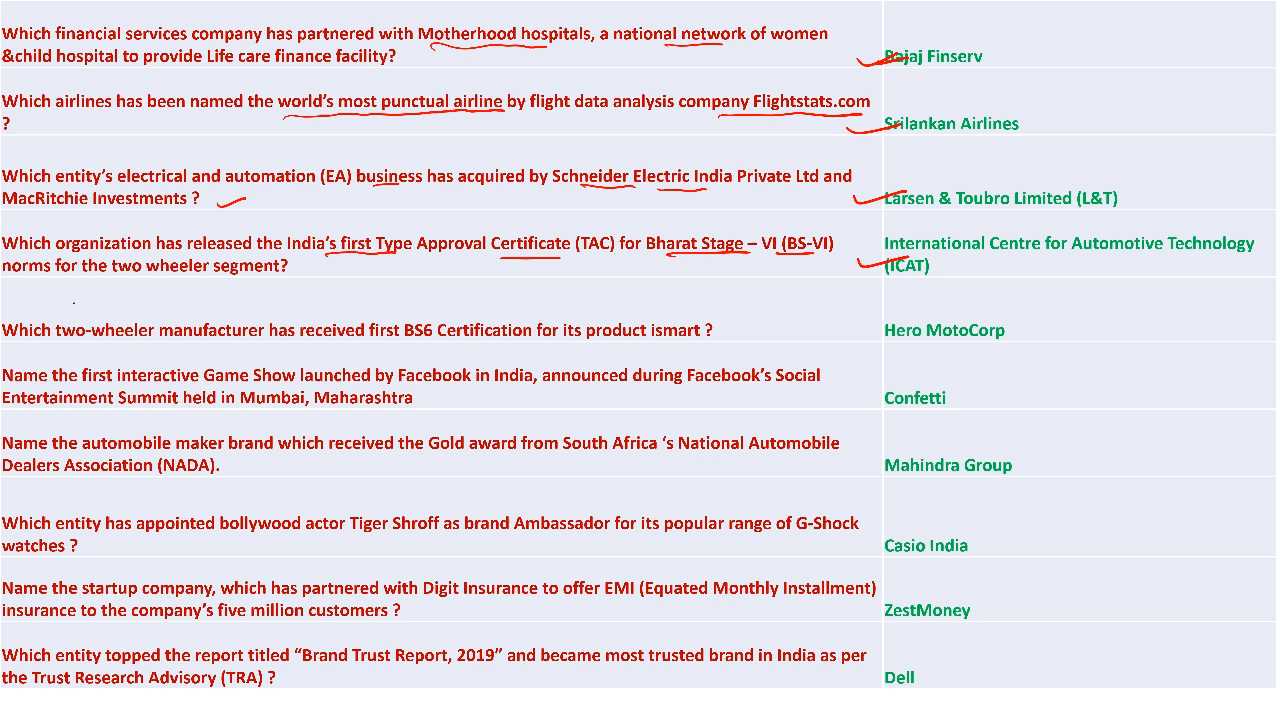 Which financial services company has partnered with Motherhood hospitals, a national network of women
&child hospital to provide Life care finance facility?
Bajaj Finserv
Which airlines has been named the world's most punctual airline by flight data analysis company Flightstats.com
?
Srilankan Airlines
Which entity's electrical and automation (EA) business has acquired by Schneider Electric India Private Ltd and
MacRitchie Investments ?
Larsen & Toubro Limited (L&T)
Which organization has released the India's first Type Approval Certificate (TAC) for Bharat Stage – VI (BS-VI)
norms for the two wheeler segment?
International Centre for Automotive Technology
(ICAT)
Which two-wheeler manufacturer has received first BS6 Certification for its product ismart ?
Hero MotoCorp
Name the first interactive Game Show launched by Facebook in India, announced during Facebook's Social
Entertainment Summit held in Mumbai, Maharashtra
Confetti
Name the automobile maker brand which received the Gold award from South Africa 's National Automobile
Dealers Association (NADA).
Mahindra Group
Which entity has appointed bollywood actor Tiger Shroff as brand Ambassador for its popular range of G-Shock
watches ?
Casio India
Name the startup company, which has partnered with Digit Insurance to offer EMI (Equated Monthly Installment)
insurance to the company's five million customers ?
ZestMoney
Which entity topped the report titled "Brand Trust Report, 2019" and became most trusted brand in India as per
the Trust Research Advisory (TRA) ?
Dell